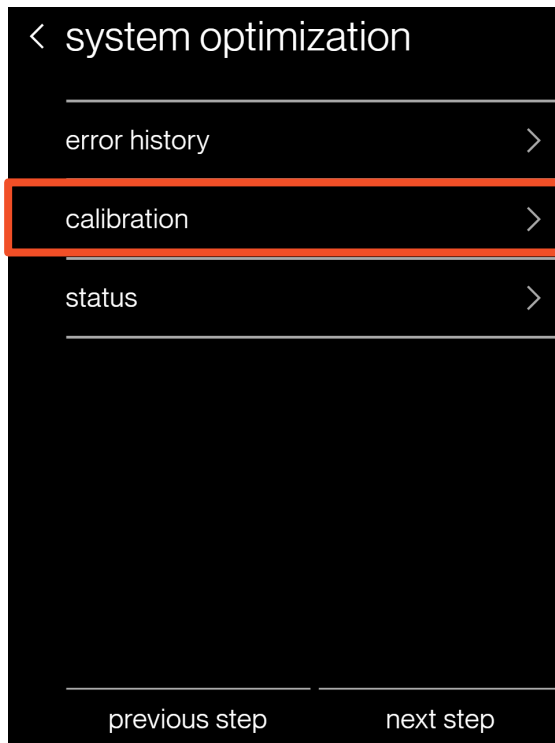 system optimization
error history
calibration
status
previous step next step